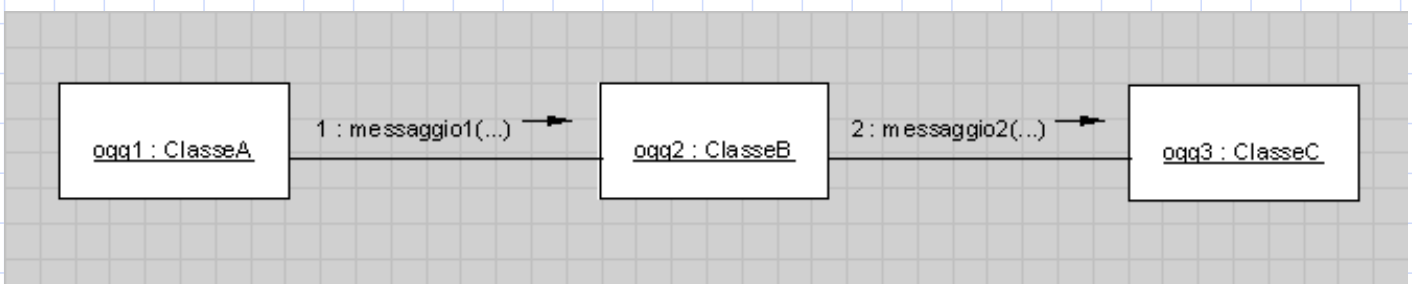 1 : messaggio1(...)
2 : messaggio2(...)
ogg1 : ClasseA
ogg2 : ClasseB
ogg3 : ClasseC